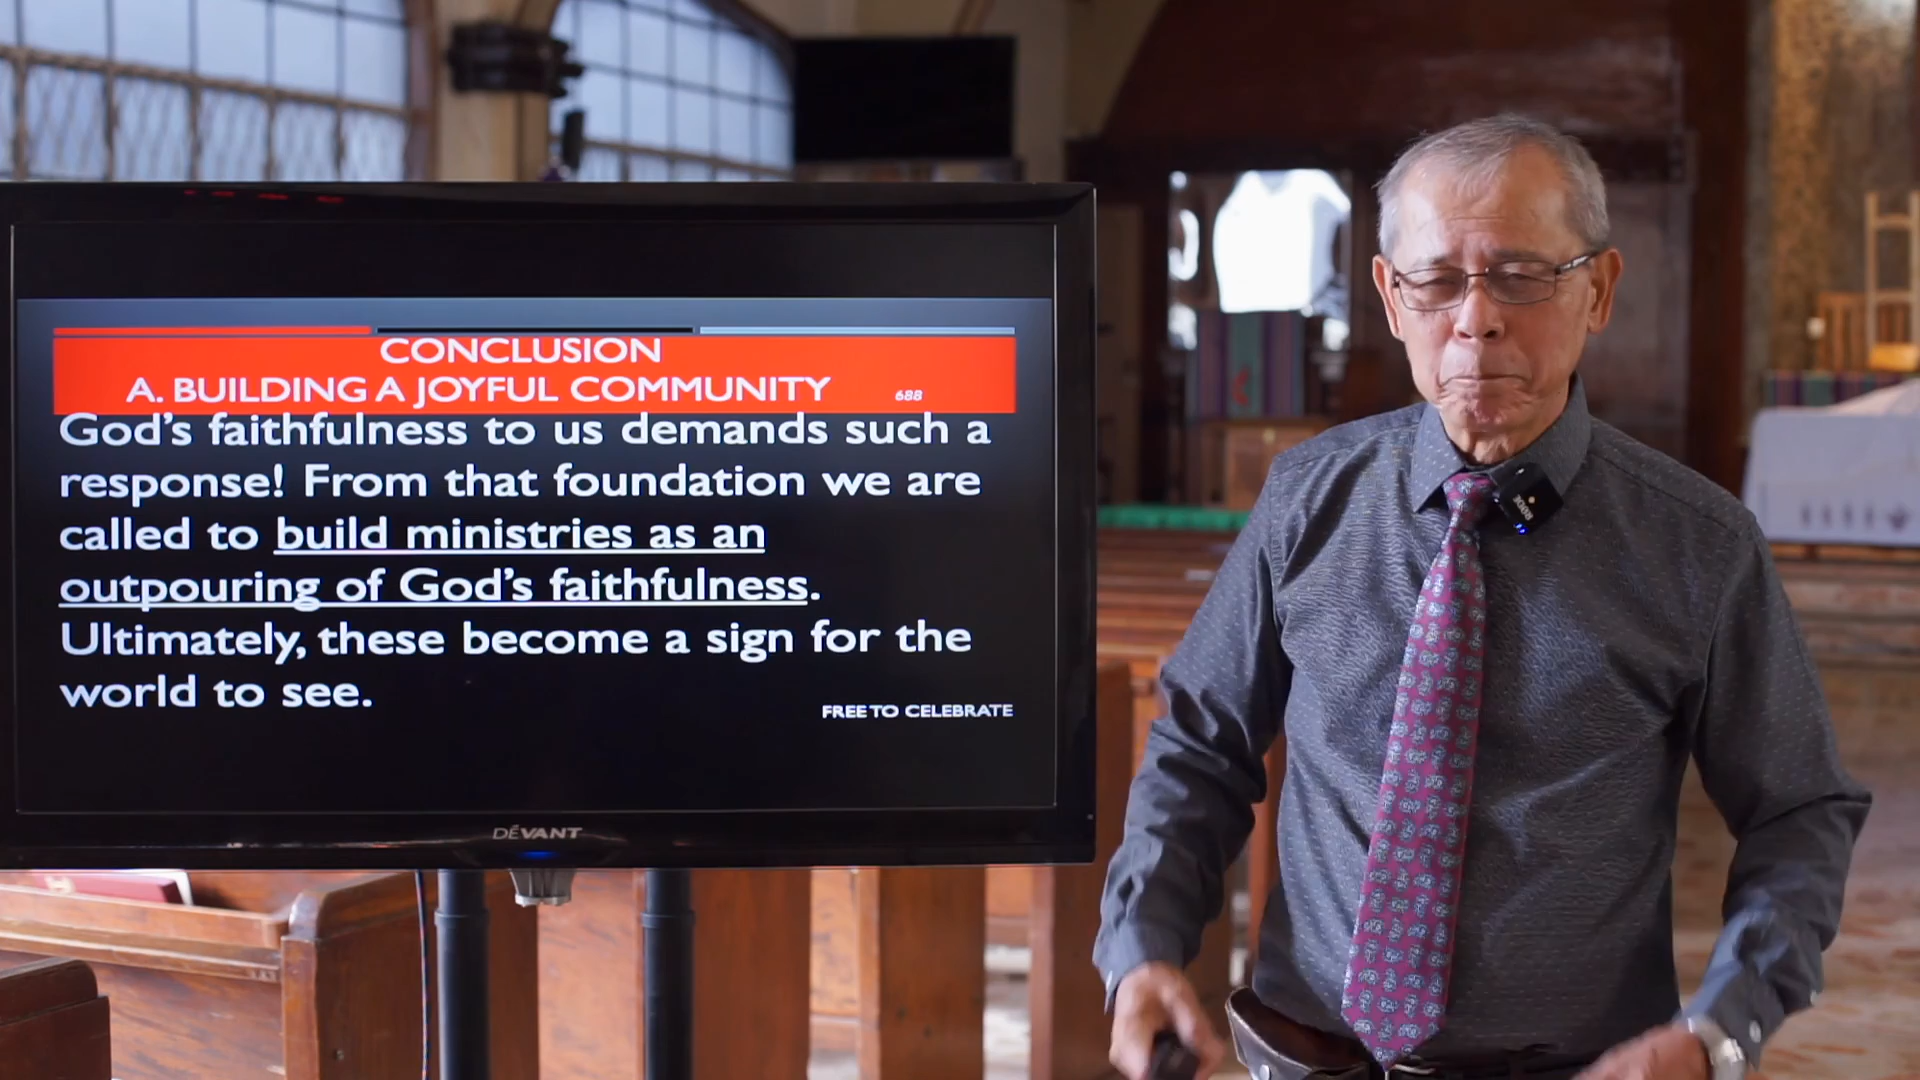 CONCLUSION
A. BUILDING A JOYFUL COMMUNITY 688
God's faithfulness to us demands such a
response! From that foundation we are
called to build ministries as an
outpouring of God's faithfulness.
Ultimately, these become a sign for the
world to see.
FREE TO CELEBRATE
DĒVANT
RODE